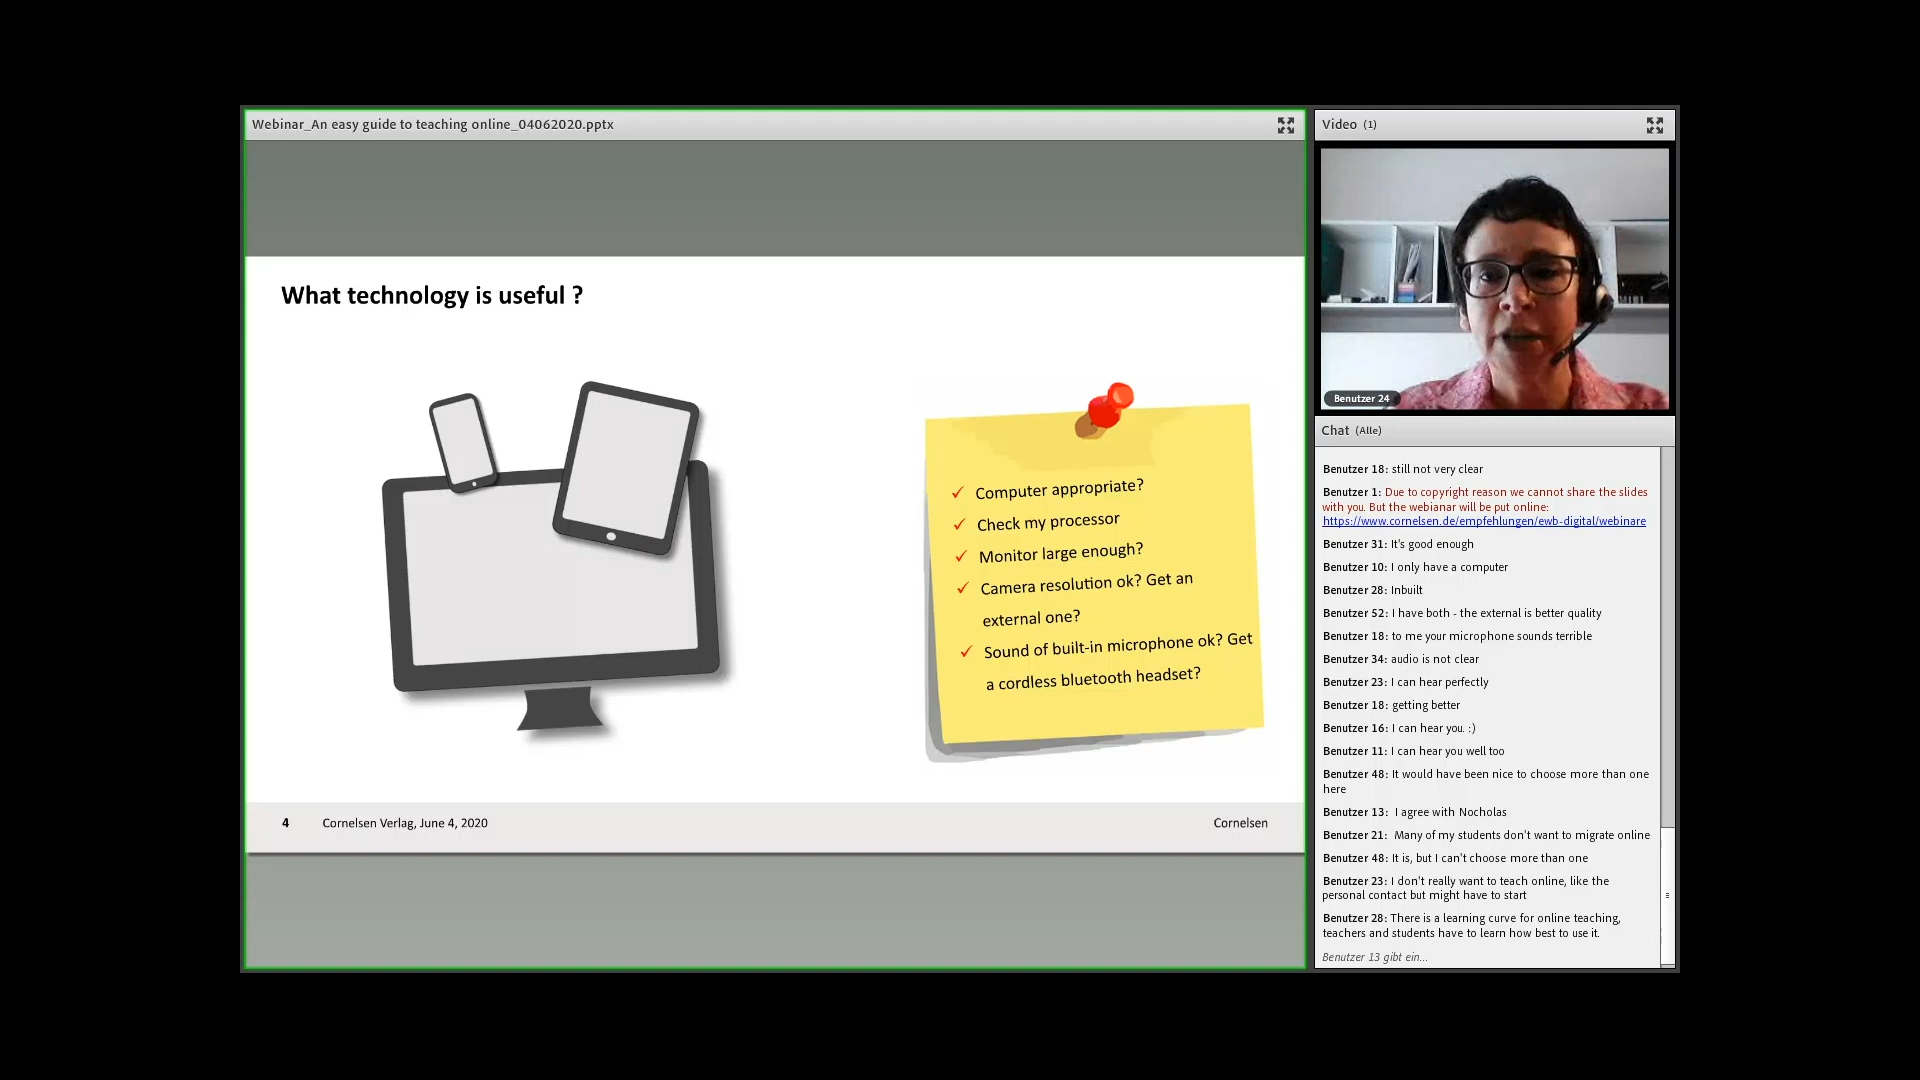 Webinar_An easy guide to teaching online_04062020.pptx
What technology is useful ?
✓ Computer appropriate?
✓ Check my processor
✓ Monitor large enough?
✓ Camera resolution ok? Get an
external one?
✓ Sound of built-in microphone ok? Get
a cordless bluetooth headset?
4 Cornelsen Verlag, June 4, 2020 Cornelsen
Video (1)
Benutzer 24
Chat (Alle)
Benutzer 18: still not very clear
Benutzer 1: Due to copyright reason we cannot share the slides
with you. But the webianar will be put online:
https://www.cornelsen.de/empfehlungen/ewb-digital/webinare
Benutzer 31: It's good enough
Benutzer 10: I only have a computer
Benutzer 28: Inbuilt
Benutzer 52: I have both - the external is better quality
Benutzer 18: to me your microphone sounds terrible
Benutzer 34: audio is not clear
Benutzer 23: I can hear perfectly
Benutzer 18: getting better
Benutzer 16: I can hear you. :)
Benutzer 11: I can hear you well too
Benutzer 48: It would have been nice to choose more than one
here
Benutzer 13: I agree with Nocholas
Benutzer 21: Many of my students don't want to migrate online
Benutzer 48: It is, but I can't choose more than one
Benutzer 23: I don't really want to teach online, like the
personal contact but might have to start
Benutzer 28: There is a learning curve for online teaching,
teachers and students have to learn how best to use it.
Benutzer 13 gibt ein...